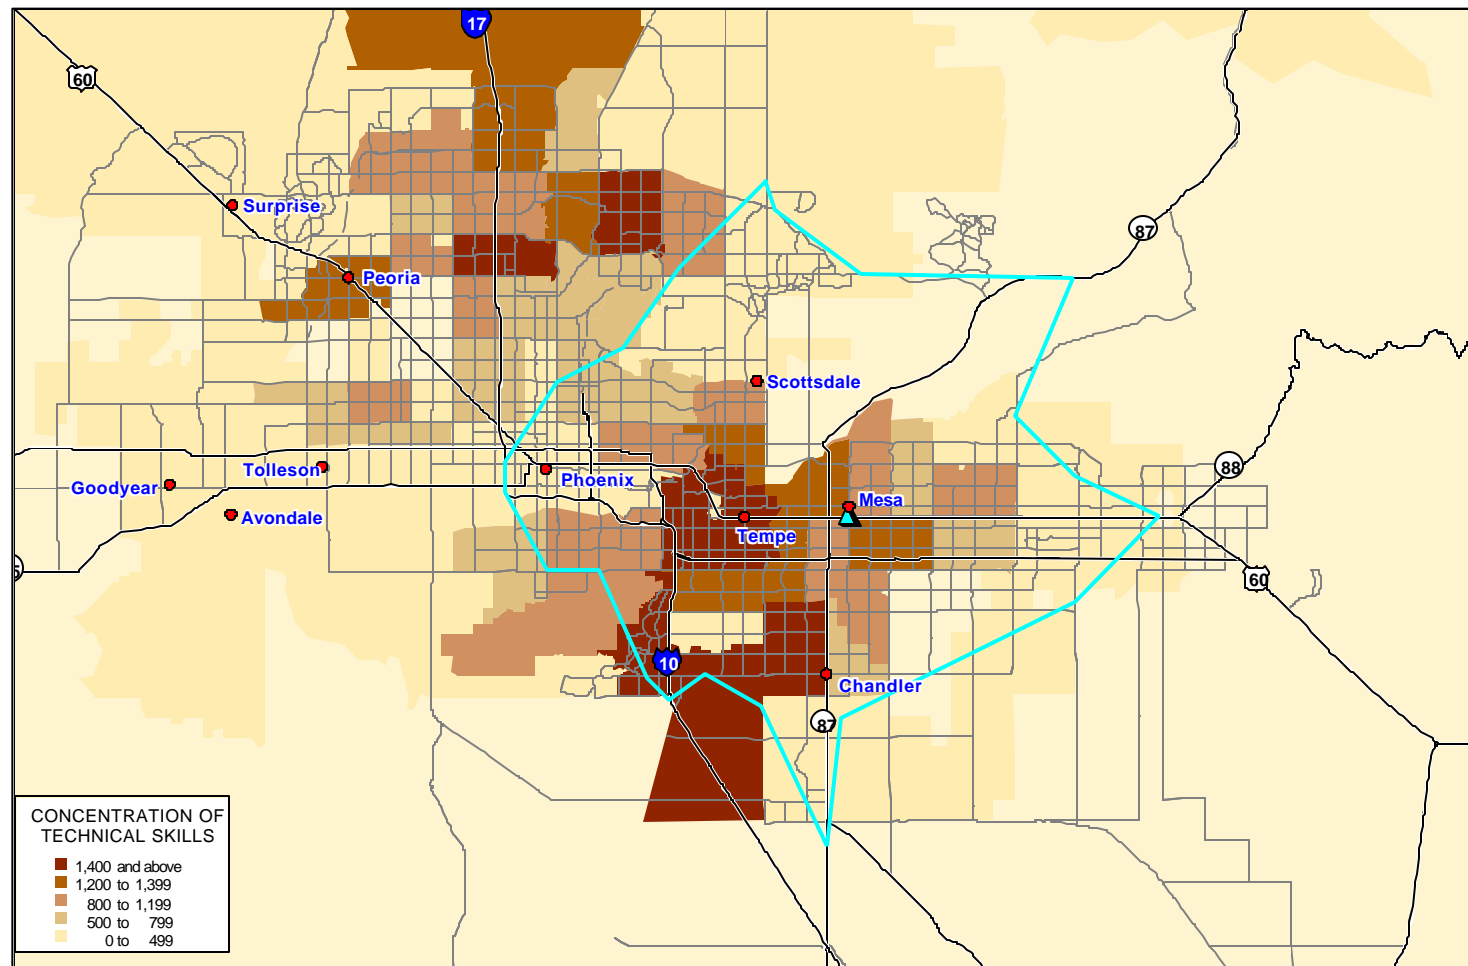 17
60
Surprise
87
Peoria
Scottsdale
Tolleson
Goodyear
Phoenix
88
Mesa
Avondale
Tempe
60
10
Chandler
87
CONCENTRATION OF
TECHNICAL SKILLS
1,400 and above
1,200 to 1,399
800 to 1,199
500 to 799
0 to 499